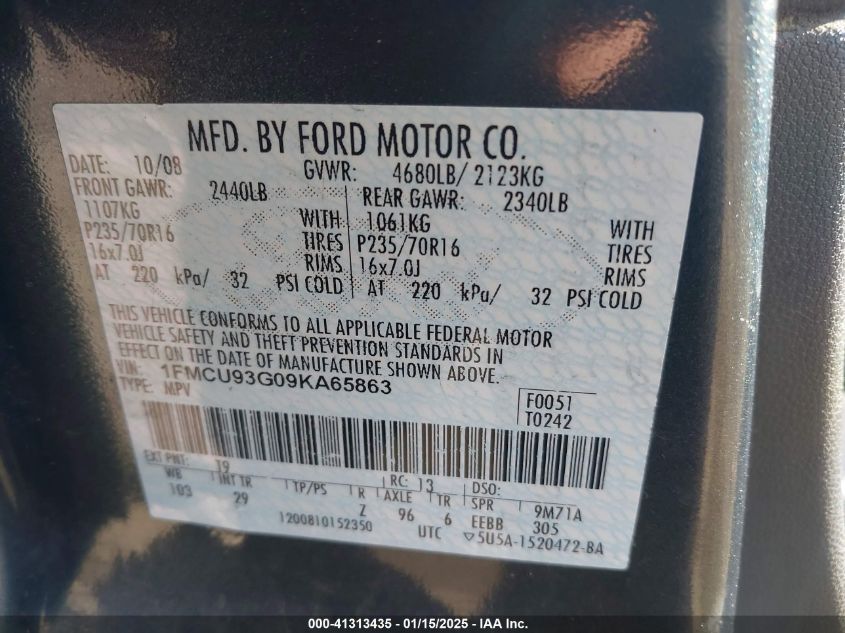 MFD. BY FORD MOTOR CO.
DATE: 10/08 GVWR: 4680LB/ 2123KG
FRONT GAWR: 2440LB REAR GAWR: 2340LB
1107KG WITH 1061KG WITH
P235/70R16 TIRES P235/70R16 TIRES
16x7.0J RIMS 16x7.0J RIMS
AT 220 kPa/ 32 PSI COLD AT 220 kPa/ 32 PSI COLD
THIS VEHICLE CONFORMS TO ALL APPLICABLE FEDERAL MOTOR
VEHICLE SAFETY AND THEFT PREVENTION STANDARDS IN
EFFECT ON THE DATE OF MANUFACTURE SHOWN ABOVE.
VIN: 1FMCU93G09KA65863
TYPE: MPV
F0051
T0242
EXT PNT: T9 RC: 13 DSO:
WB INT TR TP/PS R AXLE TR SPR 9M71A
103 29 Z 96 6 EEBB 305
1200810152350 UTC ▽5U5A-1520472-BA
000-41313435 - 01/15/2025 - IAA Inc.